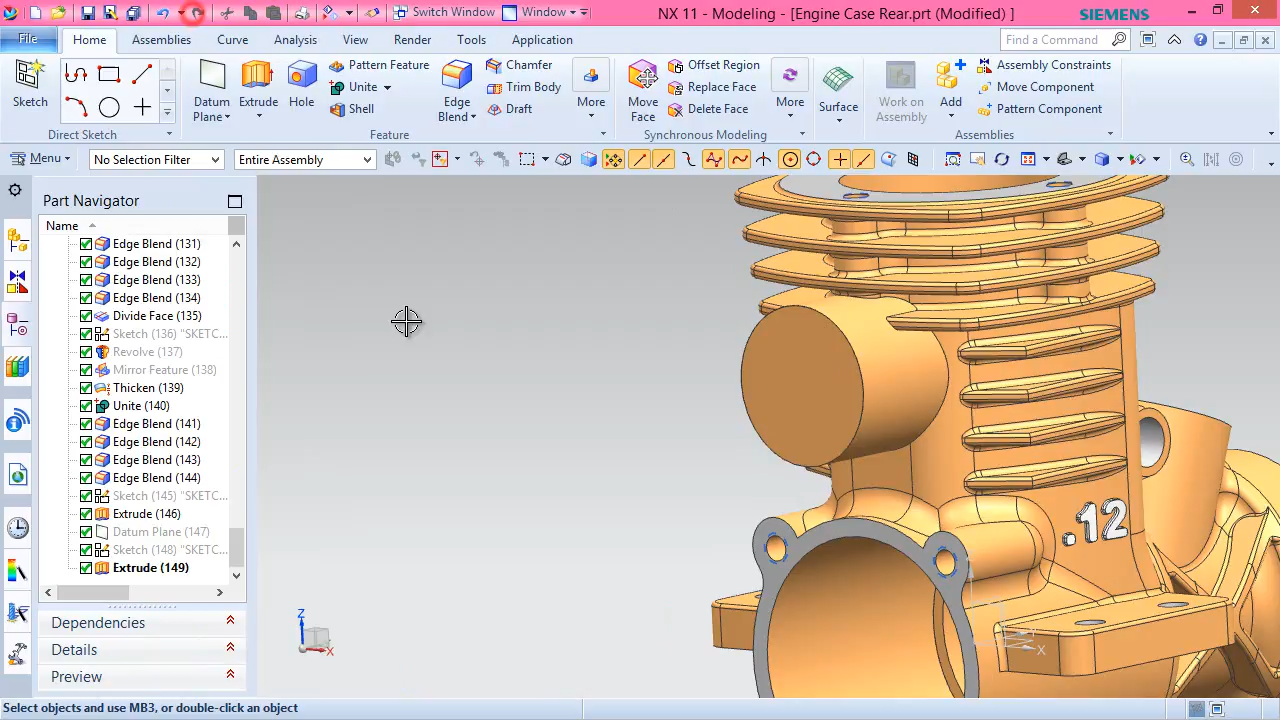 Switch Window Window NX 11 - Modeling - [Engine Case Rear.prt (Modified) ] SIEMENS
File Home Assemblies Curve Analysis View Render Tools Application Find a Command
Sketch Datum Plane Extrude Hole Pattern Feature Unite Shell Edge Blend Chamfer Trim Body Draft More Move Face Offset Region Replace Face Delete Face More Surface Work on Assembly Add Assembly Constraints Move Component Pattern Component
Direct Sketch Feature Synchronous Modeling Assemblies
Menu No Selection Filter Entire Assembly
Part Navigator
Name
Edge Blend (131)
Edge Blend (132)
Edge Blend (133)
Edge Blend (134)
Divide Face (135)
Sketch (136) "SKETC...
Revolve (137)
Mirror Feature (138)
Thicken (139)
Unite (140)
Edge Blend (141)
Edge Blend (142)
Edge Blend (143)
Edge Blend (144)
Sketch (145) "SKETC...
Extrude (146)
Datum Plane (147)
Sketch (148) "SKETC...
Extrude (149)
Dependencies
Details
Preview
.12
Z
X
X
Select objects and use MB3, or double-click an object